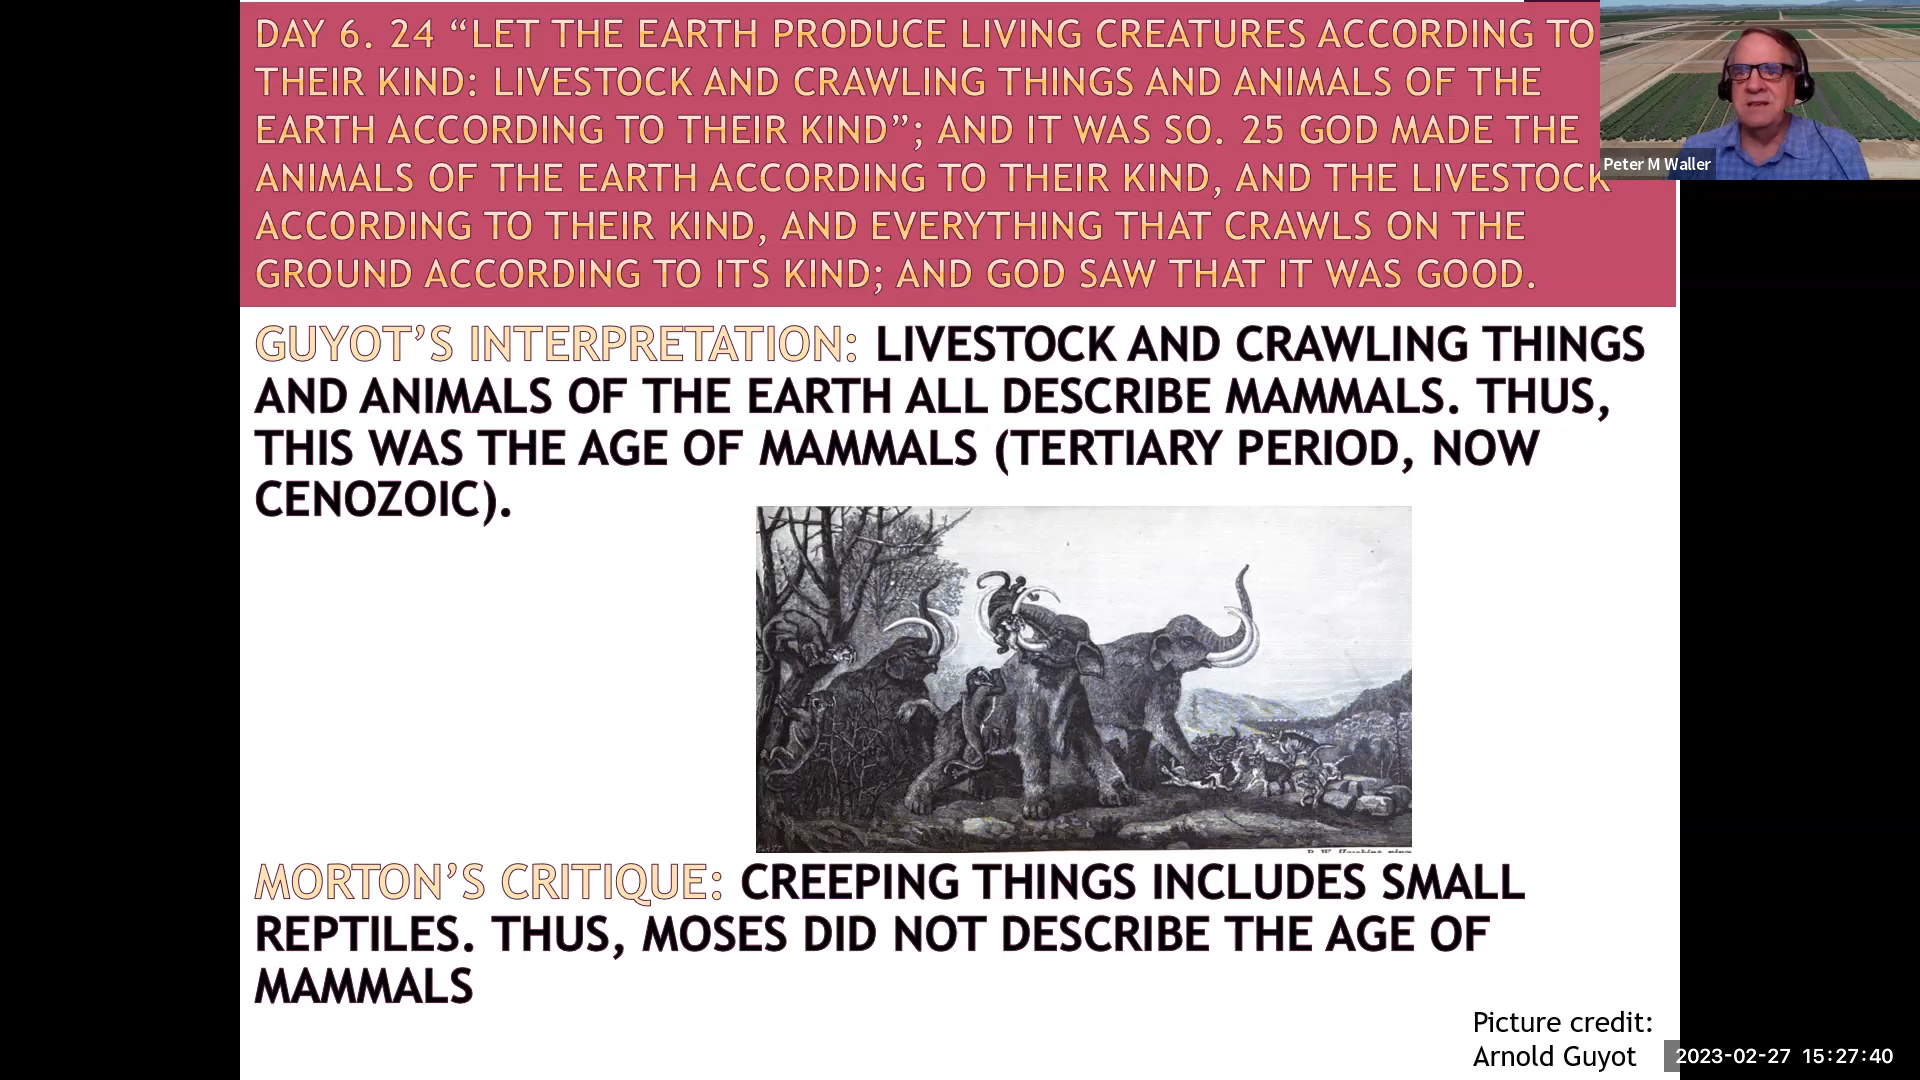 DAY 6. 24 “LET THE EARTH PRODUCE LIVING CREATURES ACCORDING TO
THEIR KIND: LIVESTOCK AND CRAWLING THINGS AND ANIMALS OF THE
EARTH ACCORDING TO THEIR KIND”; AND IT WAS SO. 25 GOD MADE THE
ANIMALS OF THE EARTH ACCORDING TO THEIR KIND, AND THE LIVESTOCK
ACCORDING TO THEIR KIND, AND EVERYTHING THAT CRAWLS ON THE
GROUND ACCORDING TO ITS KIND; AND GOD SAW THAT IT WAS GOOD.
Peter M Waller
GUYOT’S INTERPRETATION: LIVESTOCK AND CRAWLING THINGS
AND ANIMALS OF THE EARTH ALL DESCRIBE MAMMALS. THUS,
THIS WAS THE AGE OF MAMMALS (TERTIARY PERIOD, NOW
CENOZOIC).
MORTON’S CRITIQUE: CREEPING THINGS INCLUDES SMALL
REPTILES. THUS, MOSES DID NOT DESCRIBE THE AGE OF
MAMMALS
Picture credit:
Arnold Guyot
2023-02-27 15:27:40